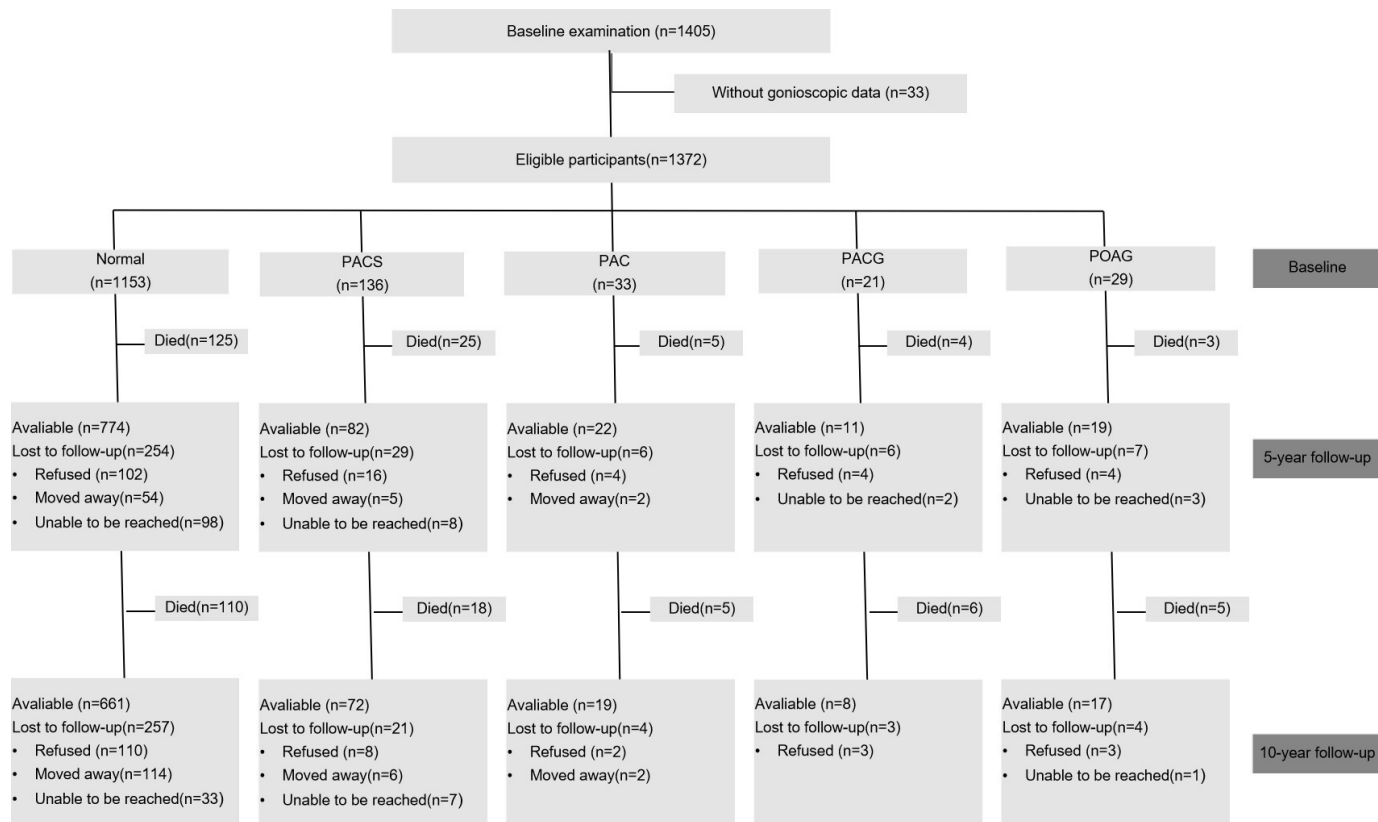 Baseline examination (n=1405)
Without gonioscopic data (n=33)
Eligible participants(n=1372)
Normal
(n=1153)
PACS
(n=136)
PAC
(n=33)
PACG
(n=21)
POAG
(n=29)
Baseline
Died(n=125)
Died(n=25)
Died(n=5)
Died(n=4)
Died(n=3)
Avaliable (n=774)
Lost to follow-up(n=254)
• Refused (n=102)
• Moved away(n=54)
• Unable to be reached(n=98)
Avaliable (n=82)
Lost to follow-up(n=29)
• Refused (n=16)
• Moved away(n=5)
• Unable to be reached(n=8)
Avaliable (n=22)
Lost to follow-up(n=6)
• Refused (n=4)
• Moved away(n=2)
Avaliable (n=11)
Lost to follow-up(n=6)
• Refused (n=4)
• Unable to be reached(n=2)
Avaliable (n=19)
Lost to follow-up(n=7)
• Refused (n=4)
• Unable to be reached(n=3)
5-year follow-up
Died(n=110)
Died(n=18)
Died(n=5)
Died(n=6)
Died(n=5)
Avaliable (n=661)
Lost to follow-up(n=257)
• Refused (n=110)
• Moved away(n=114)
• Unable to be reached(n=33)
Avaliable (n=72)
Lost to follow-up(n=21)
• Refused (n=8)
• Moved away(n=6)
• Unable to be reached(n=7)
Avaliable (n=19)
Lost to follow-up(n=4)
• Refused (n=2)
• Moved away(n=2)
Avaliable (n=8)
Lost to follow-up(n=3)
• Refused (n=3)
Avaliable (n=17)
Lost to follow-up(n=4)
• Refused (n=3)
• Unable to be reached(n=1)
10-year follow-up